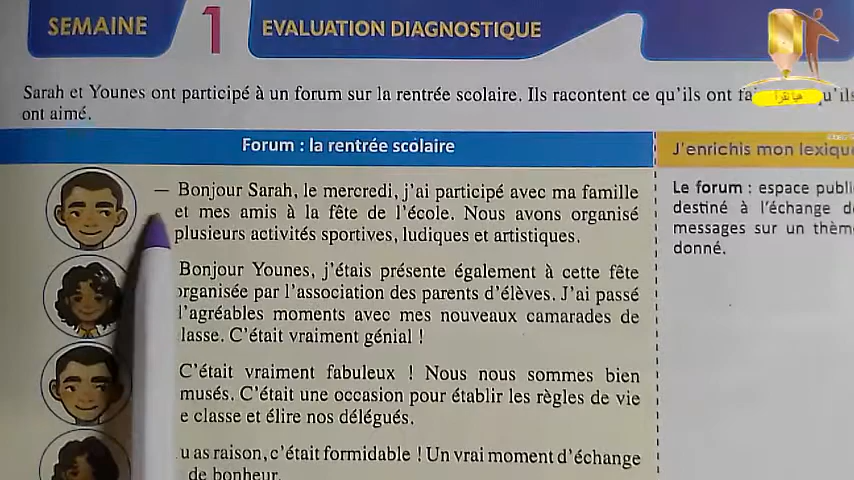 SEMAINE 1 EVALUATION DIAGNOSTIQUE
Sarah et Younes ont participé à un forum sur la rentrée scolaire. Ils racontent ce qu'ils ont
ont aimé.
Forum : la rentrée scolaire
— Bonjour Sarah, le mercredi, j'ai participé avec ma famille
et mes amis à la fête de l'école. Nous avons organisé
plusieurs activités sportives, ludiques et artistiques.
Bonjour Younes, j'étais présente également à cette fête
organisée par l'association des parents d'élèves. J'ai passé
l'agréables moments avec mes nouveaux camarades de
lasse. C'était vraiment génial !
C'était vraiment fabuleux ! Nous nous sommes bien
musés. C'était une occasion pour établir les règles de vie
e classe et élire nos délégués.
u as raison, c'était formidable ! Un vrai moment d'échange
de bonheur.
J'enrichis mon lexique
Le forum : espace publi
destiné à l'échange d
messages sur un thèm
donné.
هيا نقرأ